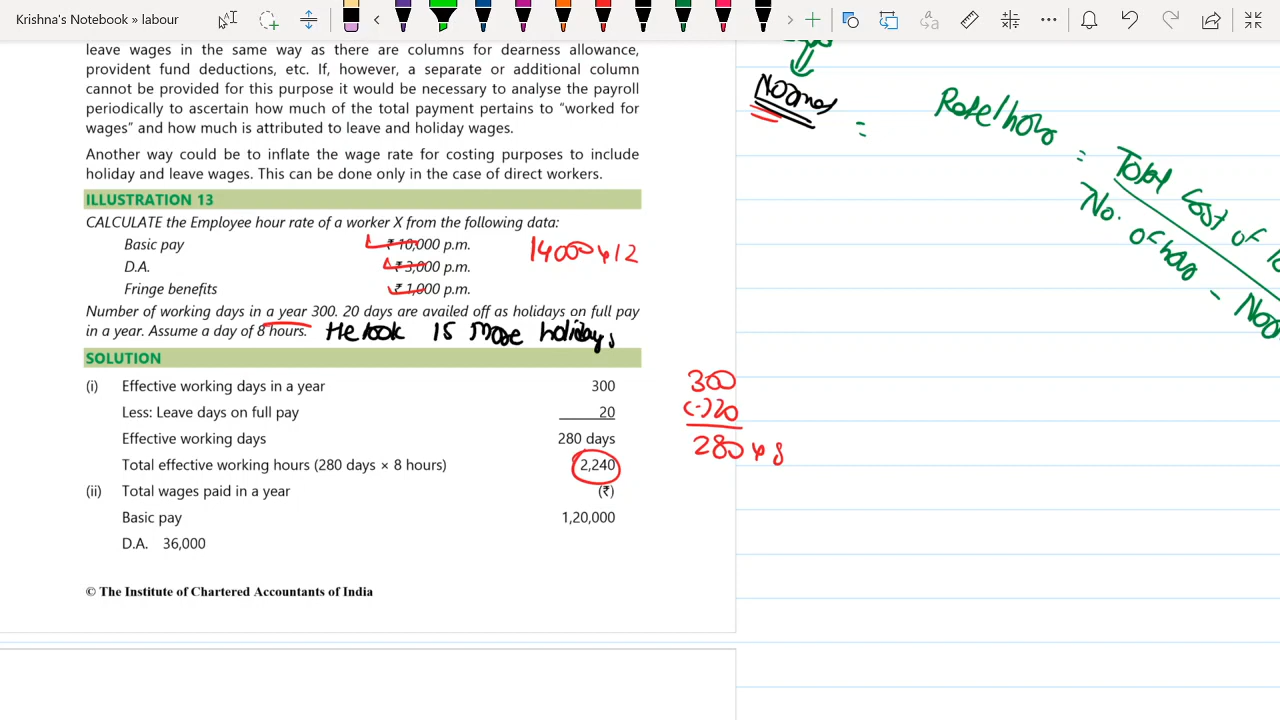 Krishna's Notebook » labour
leave wages in the same way as there are columns for dearness allowance,
provident fund deductions, etc. If, however, a separate or additional column
cannot be provided for this purpose it would be necessary to analyse the payroll
periodically to ascertain how much of the total payment pertains to “worked for
wages” and how much is attributed to leave and holiday wages.
Another way could be to inflate the wage rate for costing purposes to include
holiday and leave wages. This can be done only in the case of direct workers.
ILLUSTRATION 13
CALCULATE the Employee hour rate of a worker X from the following data:
Basic pay ₹ 10,000 p.m.
D.A. ₹ 3,000 p.m.
Fringe benefits ₹ 1,000 p.m.
14000 × 12
Number of working days in a year 300. 20 days are availed off as holidays on full pay
in a year. Assume a day of 8 hours. He took 15 more holidays
SOLUTION
(i) Effective working days in a year 300
Less: Leave days on full pay 20
Effective working days 280 days
Total effective working hours (280 days × 8 hours) 2,240
(ii) Total wages paid in a year (₹)
Basic pay 1,20,000
D.A. 36,000
© The Institute of Chartered Accountants of India
300
(-) 20
280 × 8
Normal
= Rate/hour = Total Cost of
No. of hours -